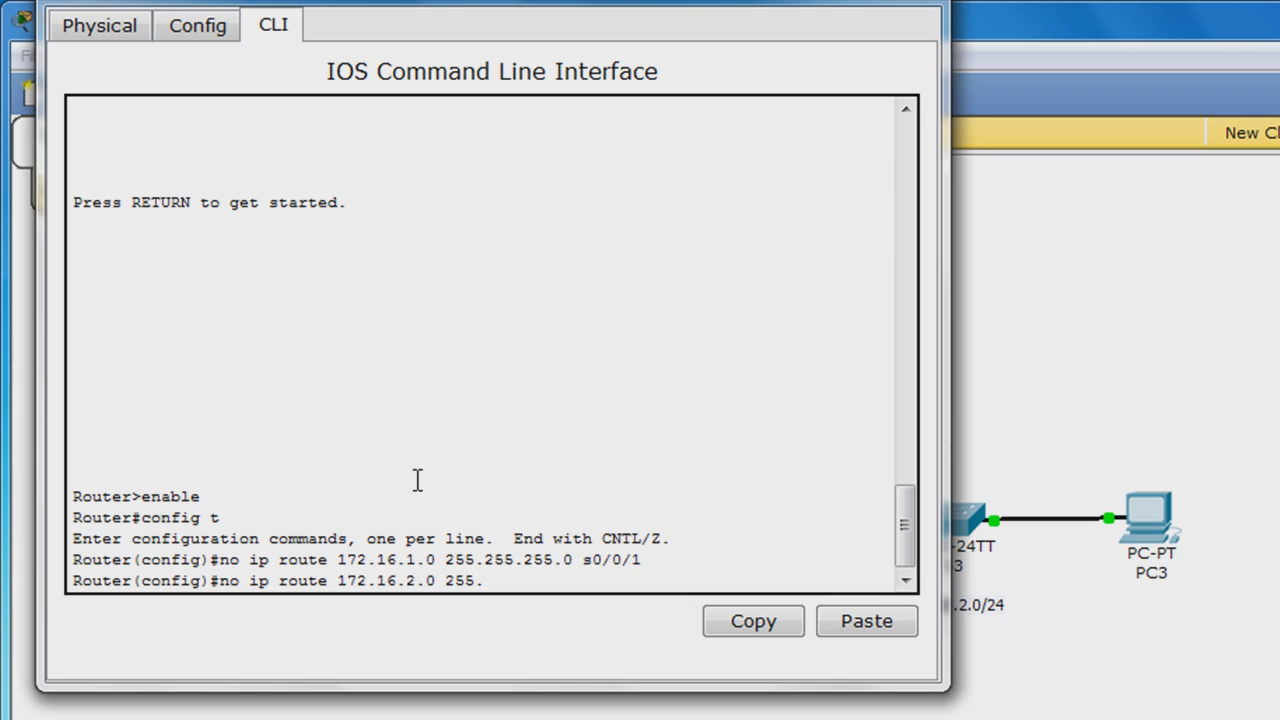 Physical
Config
CLI
IOS Command Line Interface
New Cl
Press RETURN to get started.
Router>enable
Router#config t
Enter configuration commands, one per line.  End with CNTL/Z.
Router(config)#no ip route 172.16.1.0 255.255.255.0 s0/0/1
Router(config)#no ip route 172.16.2.0 255.
Copy
Paste
-24TT
3
.2.0/24
PC-PT
PC3